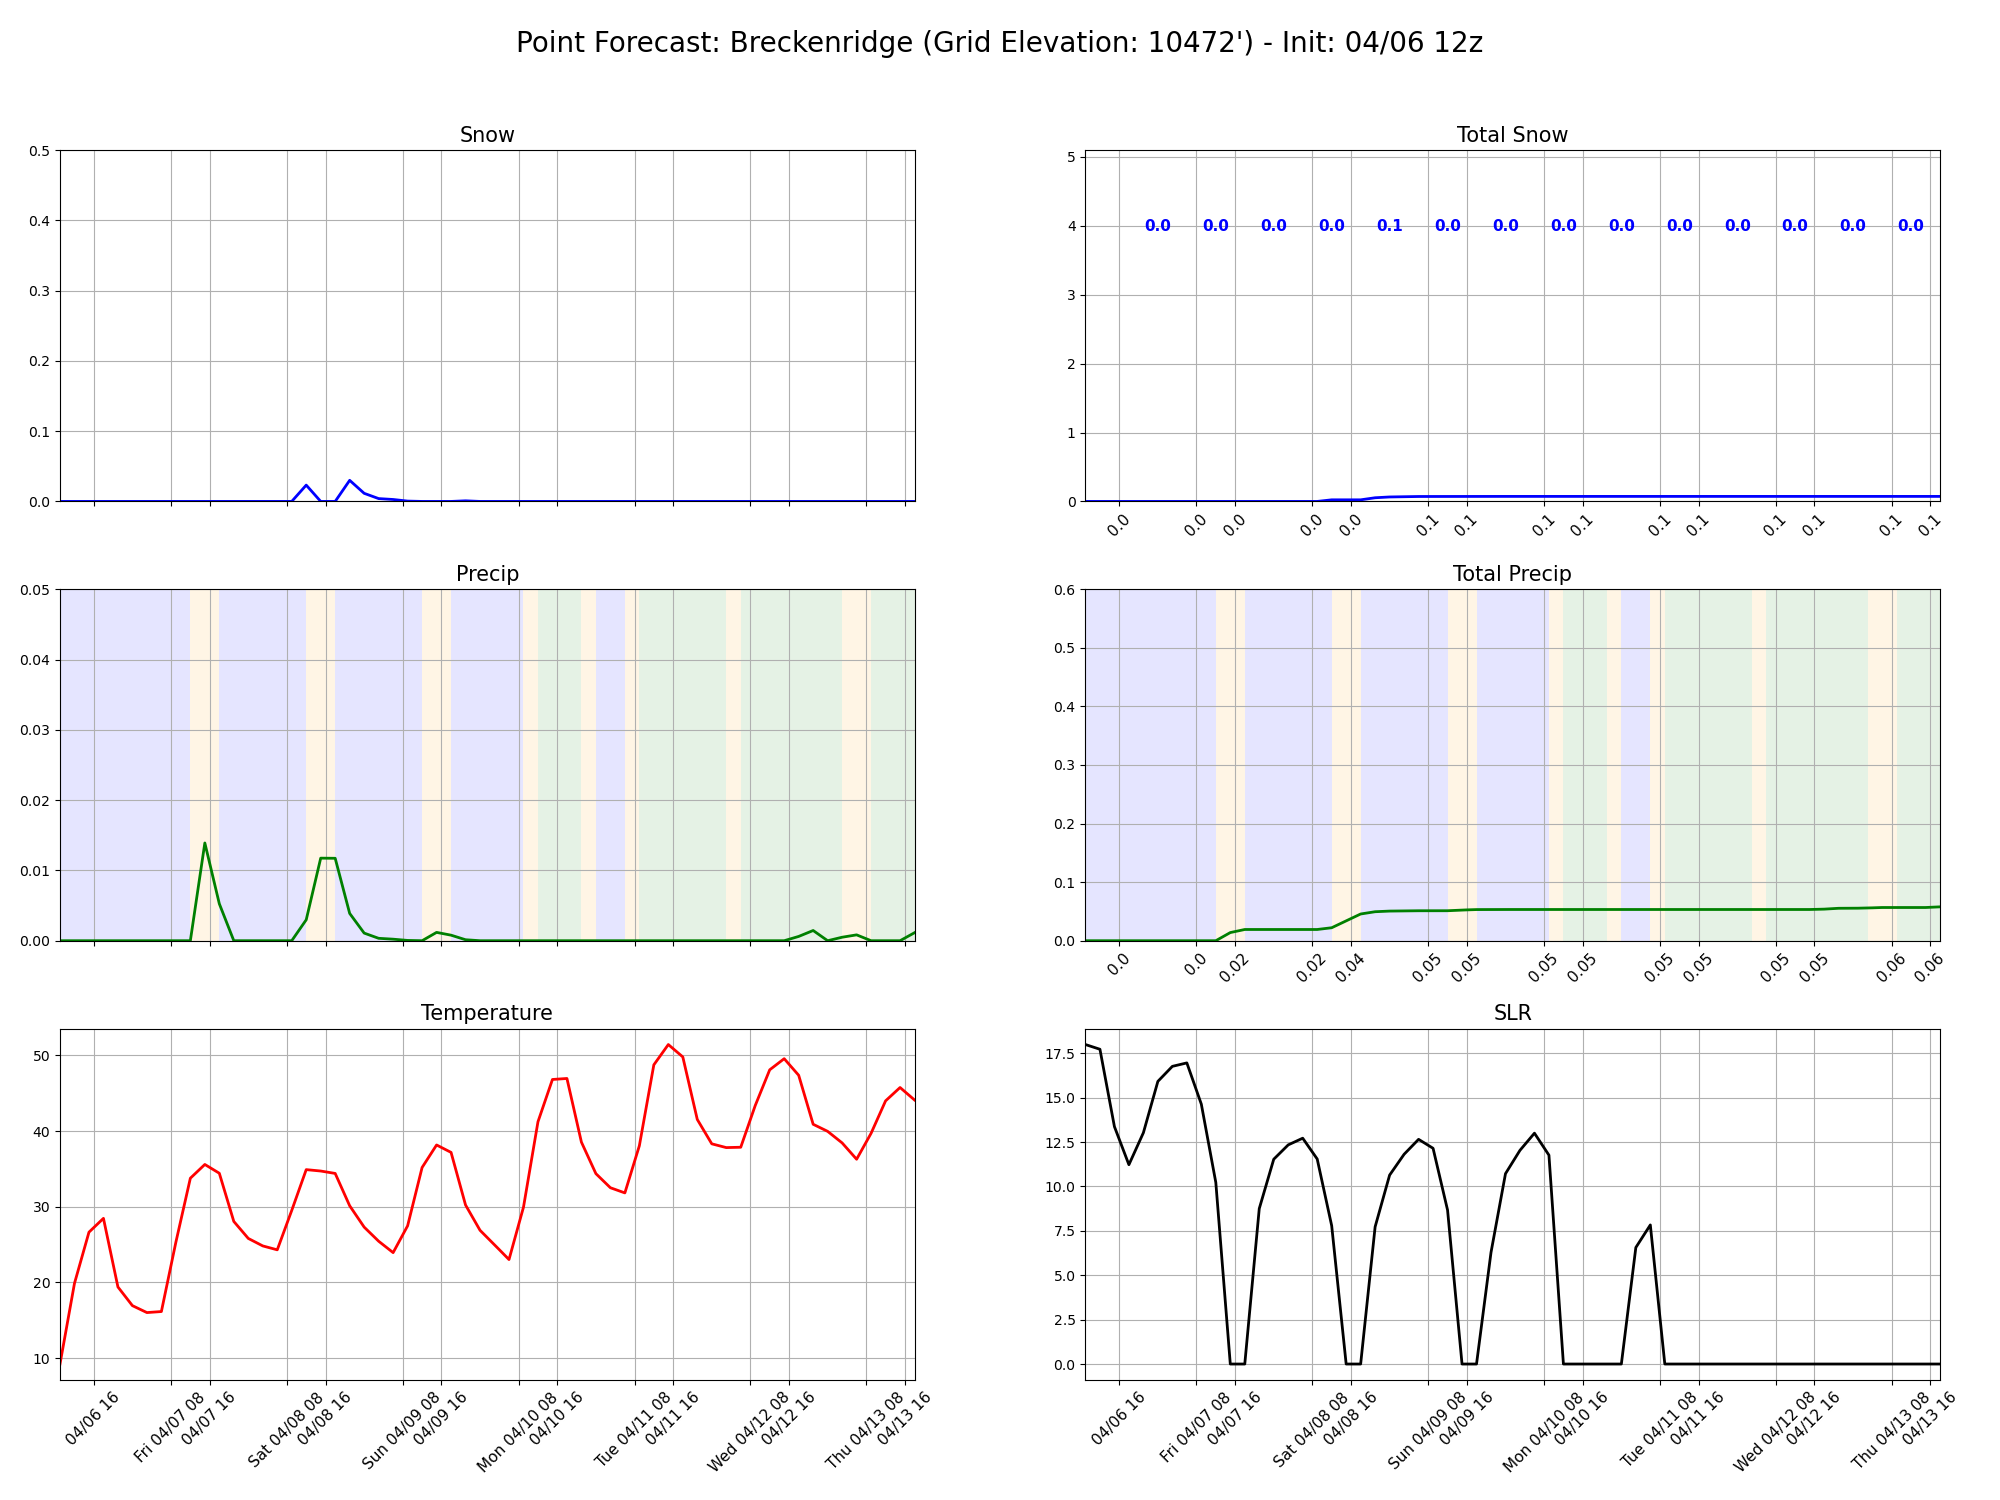 Point Forecast: Breckenridge (Grid Elevation: 10472') - Init: 04/06 12z
Snow
0.5
0.4
0.3
0.2
0.1
0.0
Total Snow
5
4
3
2
1
0
0.0 0.0 0.0 0.0 0.1 0.0 0.0 0.0 0.0 0.0 0.0 0.0 0.0 0.0
0.0 0.0 0.0 0.0 0.0 0.1 0.1 0.1 0.1 0.1 0.1 0.1 0.1 0.1 0.1
Precip
0.05
0.04
0.03
0.02
0.01
0.00
Total Precip
0.6
0.5
0.4
0.3
0.2
0.1
0.0
0.0 0.0 0.02 0.02 0.04 0.05 0.05 0.05 0.05 0.05 0.05 0.05 0.05 0.06 0.06
Temperature
50
40
30
20
10
04/06 16
Fri 04/07 08
04/07 16
Sat 04/08 08
04/08 16
Sun 04/09 08
04/09 16
Mon 04/10 08
04/10 16
Tue 04/11 08
04/11 16
Wed 04/12 08
04/12 16
Thu 04/13 08
04/13 16
SLR
17.5
15.0
12.5
10.0
7.5
5.0
2.5
0.0
04/06 16
Fri 04/07 08
04/07 16
Sat 04/08 08
04/08 16
Sun 04/09 08
04/09 16
Mon 04/10 08
04/10 16
Tue 04/11 08
04/11 16
Wed 04/12 08
04/12 16
Thu 04/13 08
04/13 16